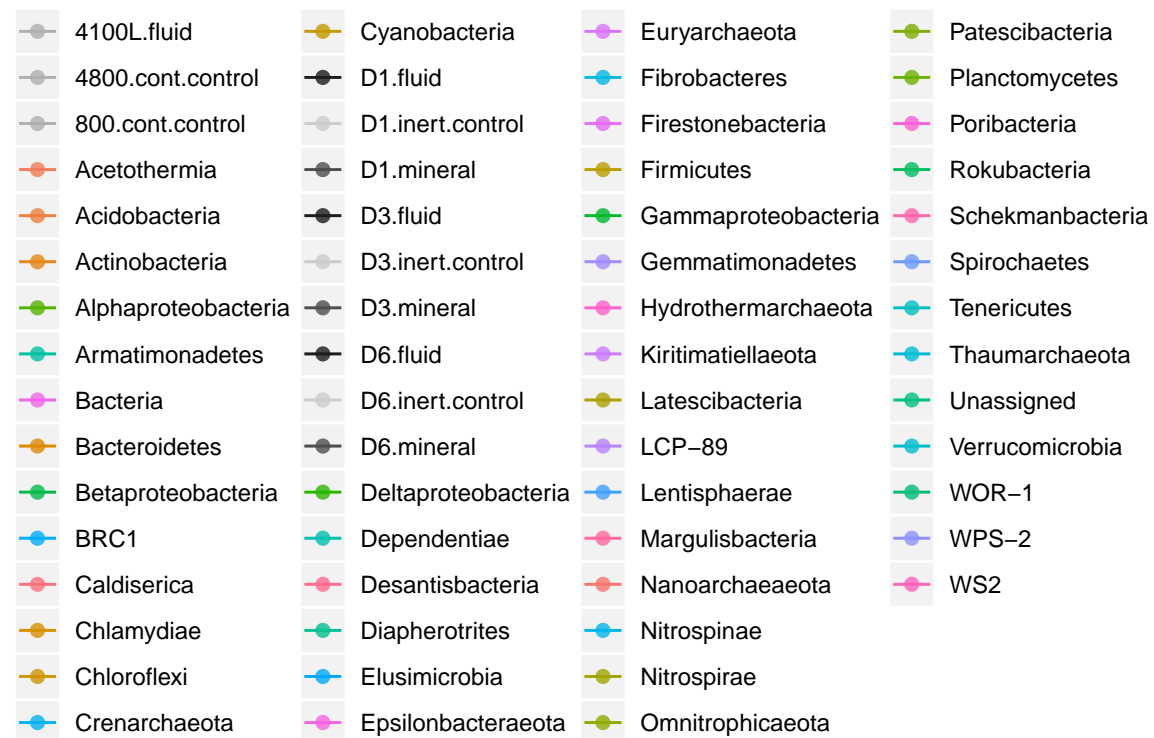 4100L.fluid
4800.cont.control
800.cont.control
Acetothermia
Acidobacteria
Actinobacteria
Alphaproteobacteria
Armatimonadetes
Bacteria
Bacteroidetes
Betaproteobacteria
BRC1
Caldiserica
Chlamydiae
Chloroflexi
Crenarchaeota
Cyanobacteria
D1.fluid
D1.inert.control
D1.mineral
D3.fluid
D3.inert.control
D3.mineral
D6.fluid
D6.inert.control
D6.mineral
Deltaproteobacteria
Dependentiae
Desantisbacteria
Diapherotrites
Elusimicrobia
Epsilonbacteraeota
Euryarchaeota
Fibrobacteres
Firestonebacteria
Firmicutes
Gammaproteobacteria
Gemmatimonadetes
Hydrothermarchaeota
Kiritimatiellaeota
Latescibacteria
LCP−89
Lentisphaerae
Margulisbacteria
Nanoarchaeaeota
Nitrospinae
Nitrospirae
Omnitrophicaeota
Patescibacteria
Planctomycetes
Poribacteria
Rokubacteria
Schekmanbacteria
Spirochaetes
Tenericutes
Thaumarchaeota
Unassigned
Verrucomicrobia
WOR−1
WPS−2
WS2